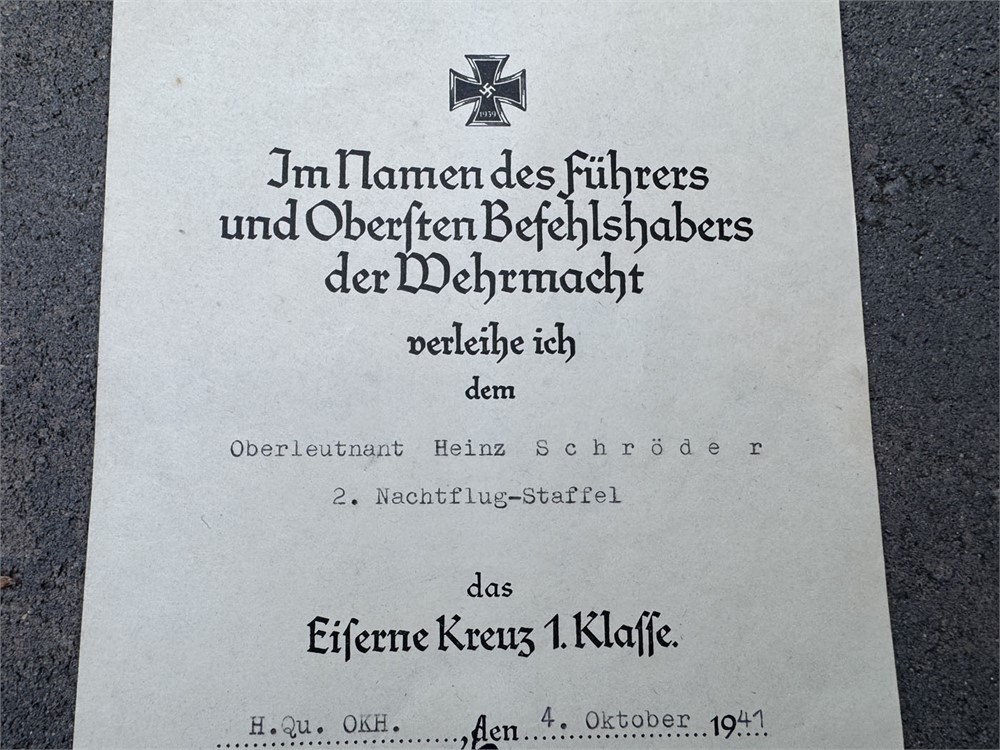 1939
Im Namen des Führers
und Oberſten Befehlshabers
der Wehrmacht
verleihe ich
dem
Oberleutnant Heinz S c h r ö d e r
2. Nachtflug-Staffel
das
Eiſerne Kreuz 1. Klaſſe.
H.Qu. OKH. , den 4. Oktober 1941